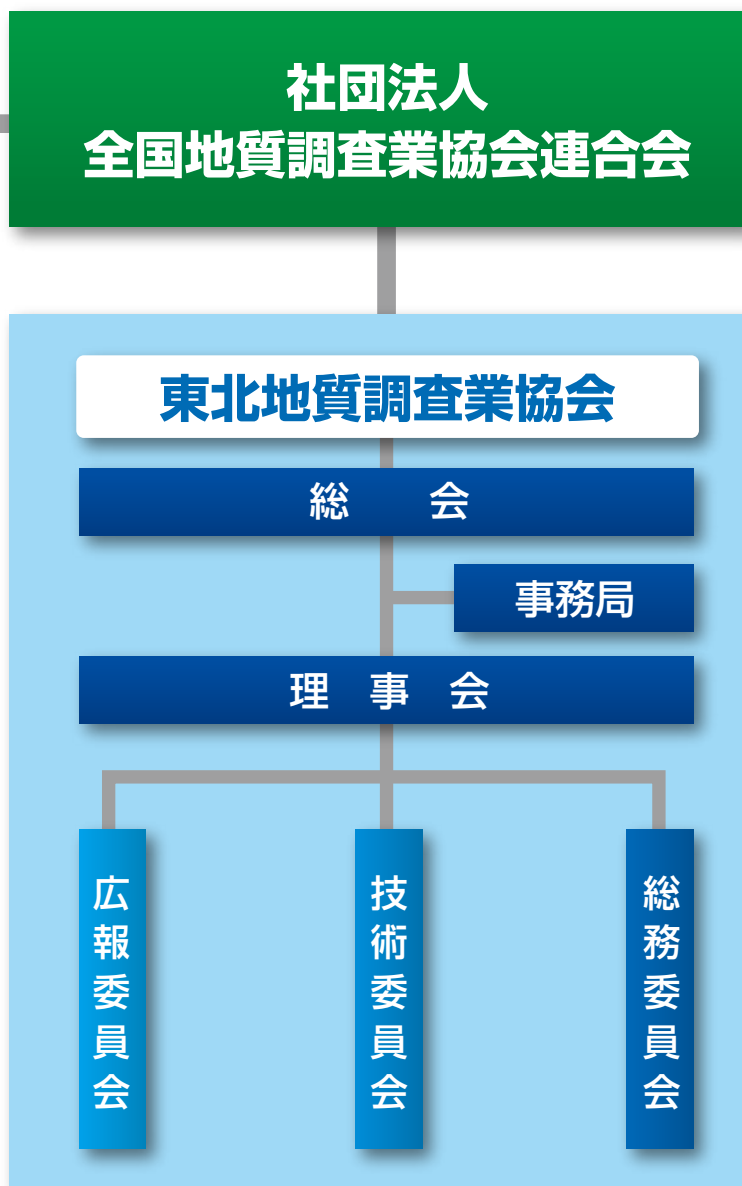 社団法人
全国地質調査業協会連合会
東北地質調査業協会
総　会
事務局
理　事　会
広報委員会
技術委員会
総務委員会